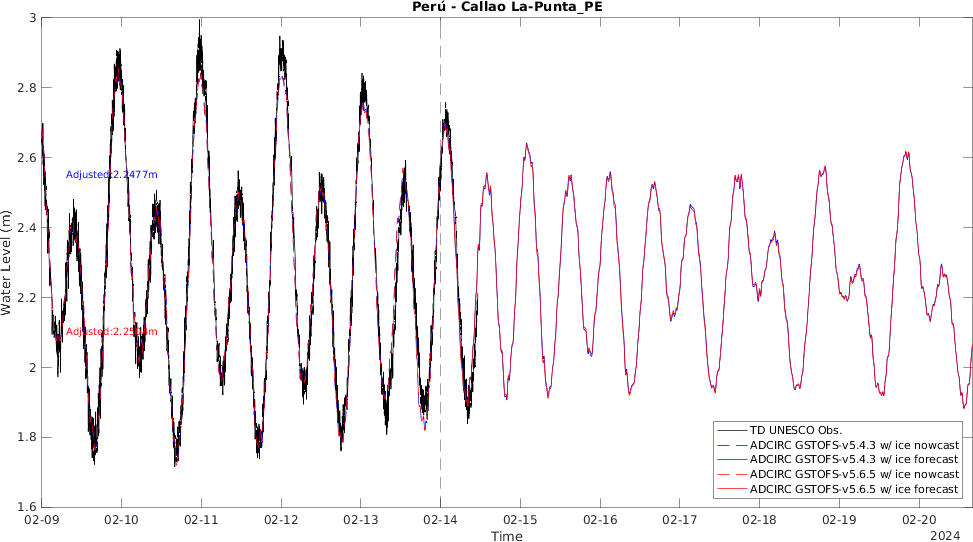 Perú - Callao La-Punta_PE
3
2.8
2.6
2.4
2.2
2
1.8
1.6
Water Level (m)
Adjusted:2.2477m
TD UNESCO Obs.
ADCIRC GSTOFS-v5.4.3 w/ ice nowcast
ADCIRC GSTOFS-v5.4.3 w/ ice forecast
ADCIRC GSTOFS-v5.6.5 w/ ice nowcast
ADCIRC GSTOFS-v5.6.5 w/ ice forecast
02-09 02-10 02-11 02-12 02-13 02-14 02-15 02-16 02-17 02-18 02-19 02-20
Time
2024